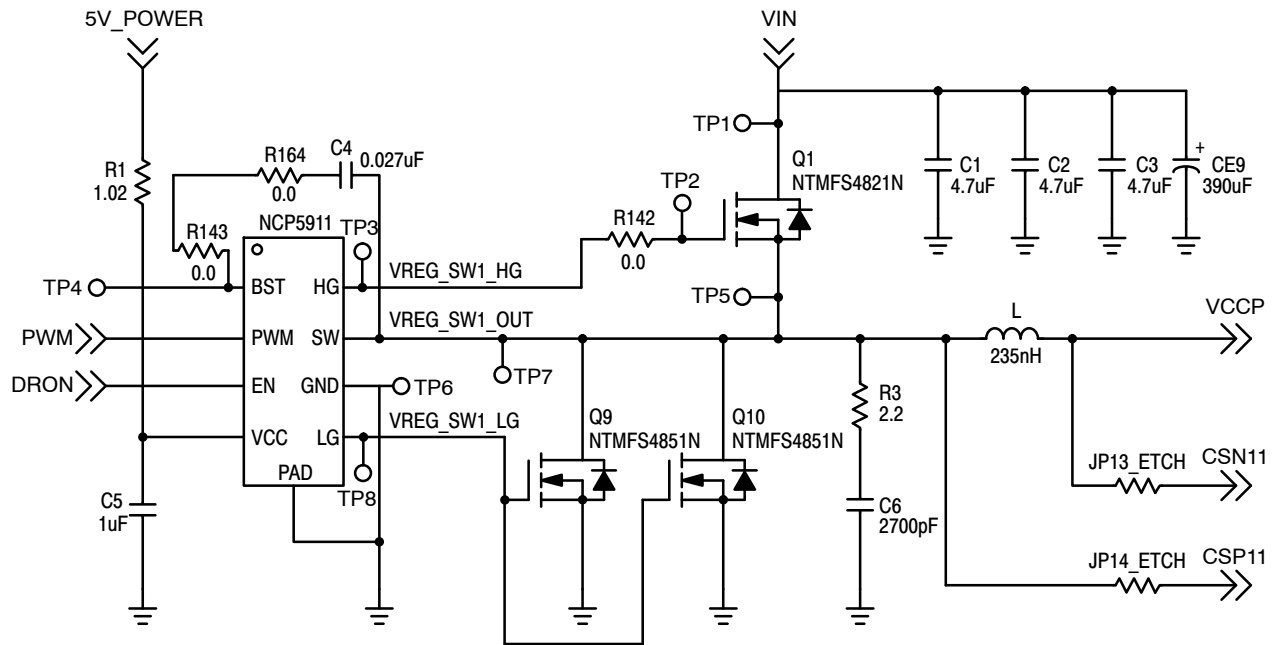 5V_POWER
VIN
TP1
R1
1.02
R164
0.0
C4
0.027uF
Q1
NTMFS4821N
C1
4.7uF
C2
4.7uF
C3
4.7uF
+
CE9
390uF
TP2
R143
0.0
NCP5911
TP3
R142
0.0
TP4
BST
HG
VREG_SW1_HG
TP5
PWM
PWM
SW
VREG_SW1_OUT
L
235nH
VCCP
TP7
DRON
EN
GND
TP6
R3
2.2
VCC
LG
VREG_SW1_LG
Q9
NTMFS4851N
Q10
NTMFS4851N
PAD
TP8
C5
1uF
C6
2700pF
JP13_ETCH
CSN11
JP14_ETCH
CSP11